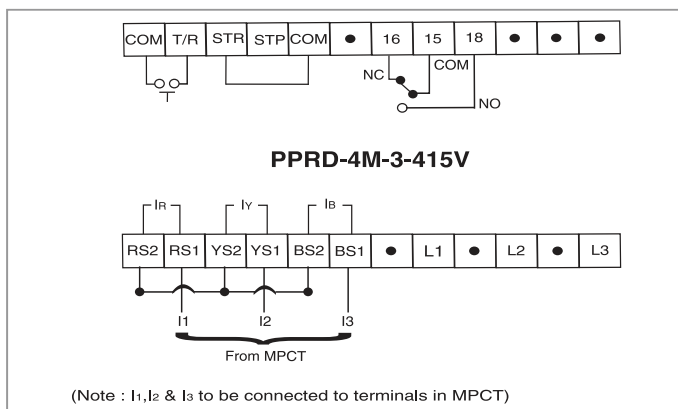 COM T/R STR STP COM ● 16 15 18 ● ● ●
NC COM
NO
PPRD-4M-3-415V
IR IY IB
RS2 RS1 YS2 YS1 BS2 BS1 ● L1 ● L2 ● L3
I1 I2 I3
From MPCT
(Note : I1,I2 & I3 to be connected to terminals in MPCT)